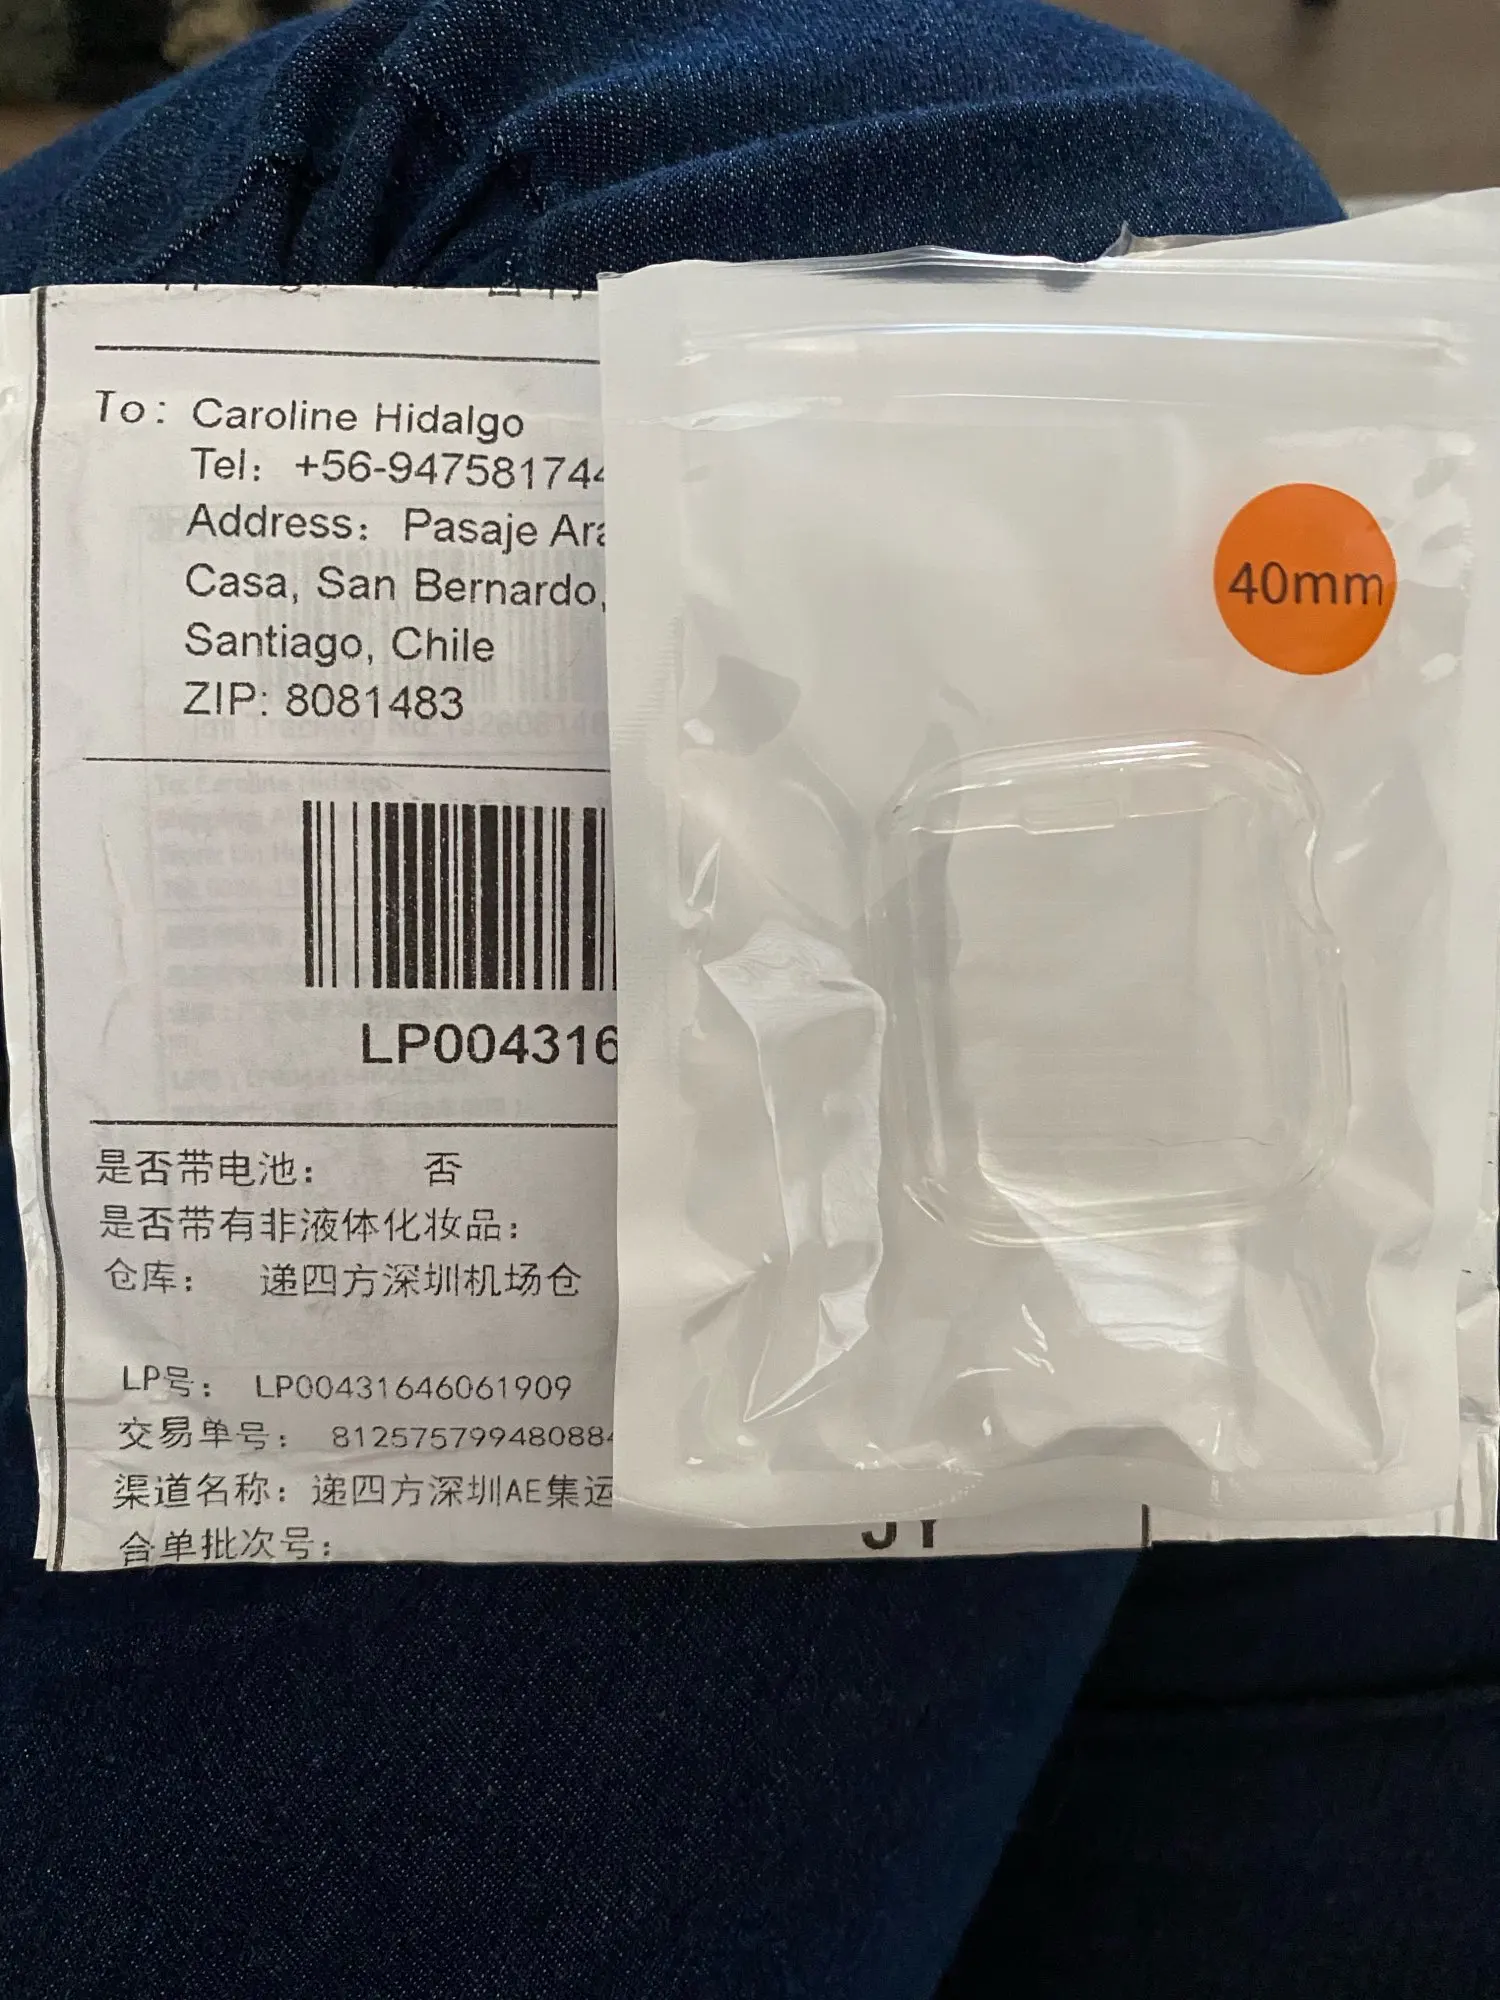 To: Caroline Hidalgo
Tel: +56-94758174
Address: Pasaje
Casa, San Bernardo,
Santiago, Chile
ZIP: 8081483
LP004316
是否带电池: 否
是否带有非液体化妆品:
仓库: 递四方深圳机场仓
LP号: LP00431646061909
交易单号: 812575799480884
渠道名称: 递四方深圳AE集运
合单批次号:
JY
40mm